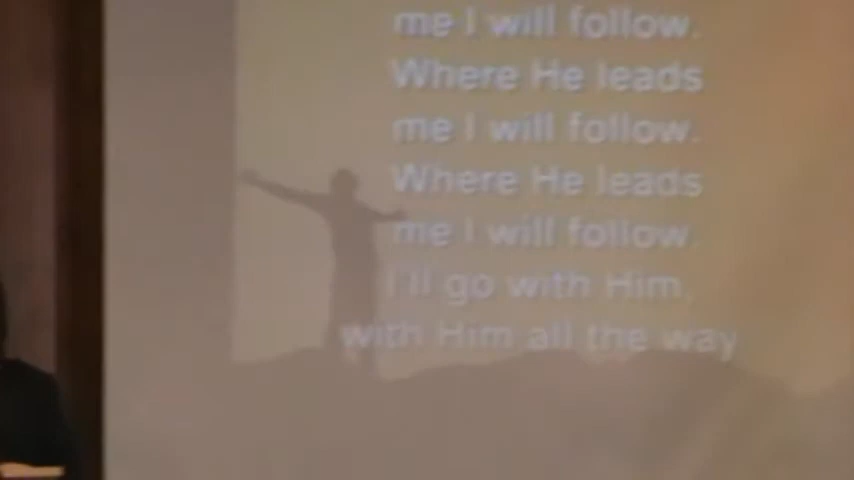 me I will follow.
Where He leads
me I will follow.
Where He leads
me I will follow.
I'll go with Him,
with Him all the way